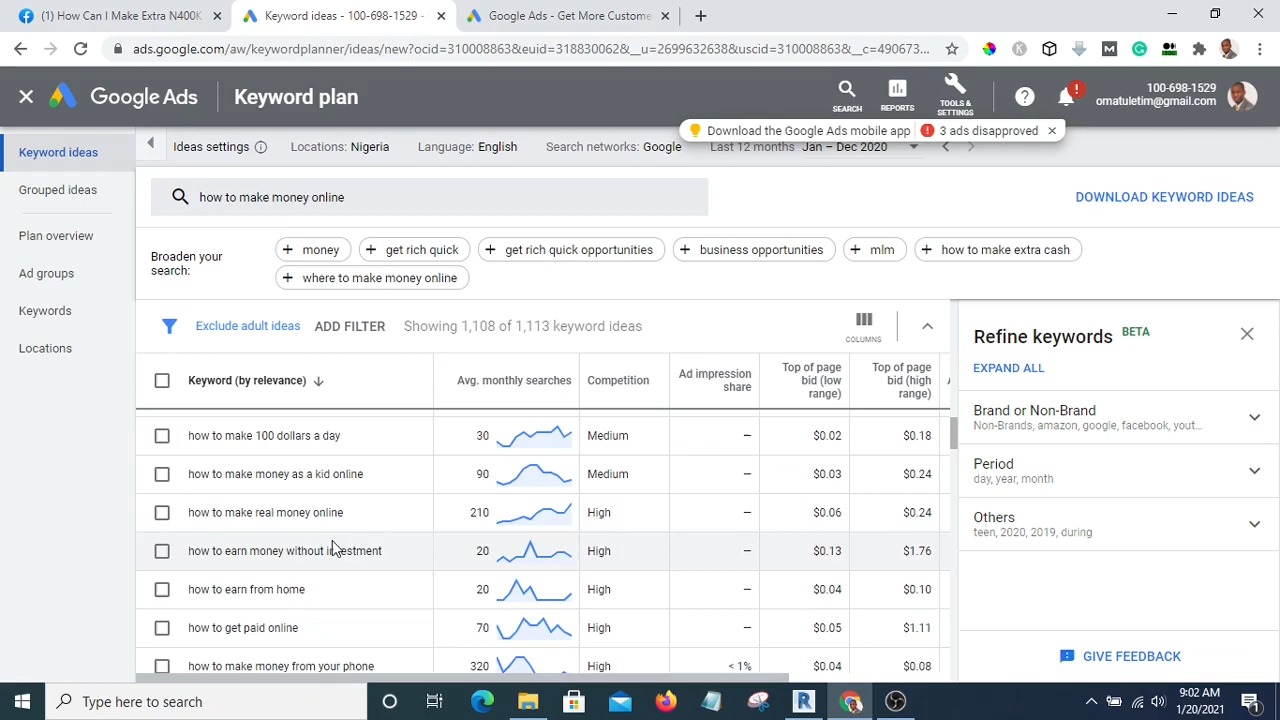 (1) How Can I Make Extra N400K
Keyword ideas - 100-698-1529 -
Google Ads - Get More Custome
ads.google.com/aw/keywordplanner/ideas/new?ocid=310008863&euid=318830062&__u=2699632638&uscid=310008863&__c=49067 3...
Google Ads
Keyword plan
SEARCH
REPORTS
TOOLS &
SETTINGS
100-698-1529
omatuletim@gmail.com
Download the Google Ads mobile app
3 ads disapproved
Keyword ideas
Grouped ideas
Plan overview
Ad groups
Keywords
Locations
Ideas settings
Locations: Nigeria
Language: English
Search networks: Google
Last 12 months
Jan – Dec 2020
how to make money online
DOWNLOAD KEYWORD IDEAS
Broaden your
search:
+ money
+ get rich quick
+ get rich quick opportunities
+ business opportunities
+ mlm
+ how to make extra cash
+ where to make money online
Exclude adult ideas
ADD FILTER
Showing 1,108 of 1,113 keyword ideas
COLUMNS
Keyword (by relevance)
Avg. monthly searches
Competition
Ad impression
share
Top of page
bid (low
range)
Top of page
bid (high
range)
how to make 100 dollars a day 30 Medium – $0.02 $0.18
how to make money as a kid online 90 Medium – $0.03 $0.24
how to make real money online 210 High – $0.06 $0.24
how to earn money without investment 20 High – $0.13 $1.76
how to earn from home 20 High – $0.04 $0.10
how to get paid online 70 High – $0.05 $1.11
how to make money from your phone 320 High < 1% $0.04 $0.08
Refine keywords BETA
EXPAND ALL
Brand or Non-Brand
Non-Brands, amazon, google, facebook, yout...
Period
day, year, month
Others
teen, 2020, 2019, during
GIVE FEEDBACK
Type here to search
9:02 AM
1/20/2021